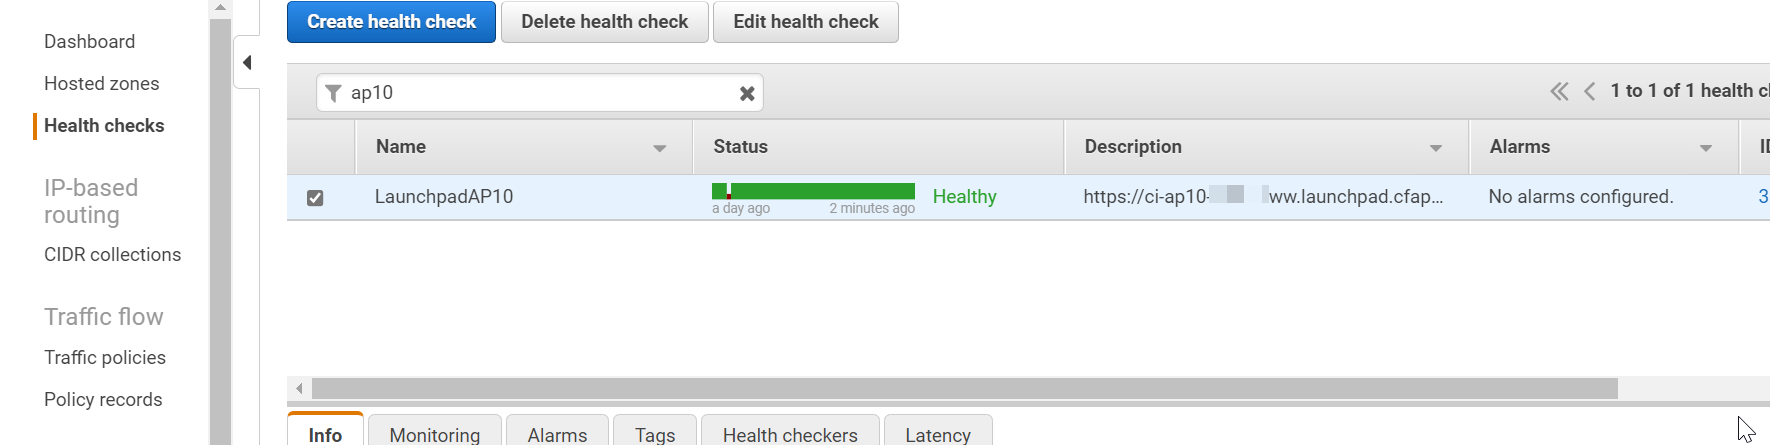 Dashboard
Hosted zones
Health checks
IP-based
routing
CIDR collections
Traffic flow
Traffic policies
Policy records
Create health check
Delete health check
Edit health check
ap10
1 to 1 of 1 health
Name
Status
Description
Alarms
LaunchpadAP10
a day ago
2 minutes ago
Healthy
https://ci-ap10- ww.launchpad.cfap...
No alarms configured.
3
Info
Monitoring
Alarms
Tags
Health checkers
Latency